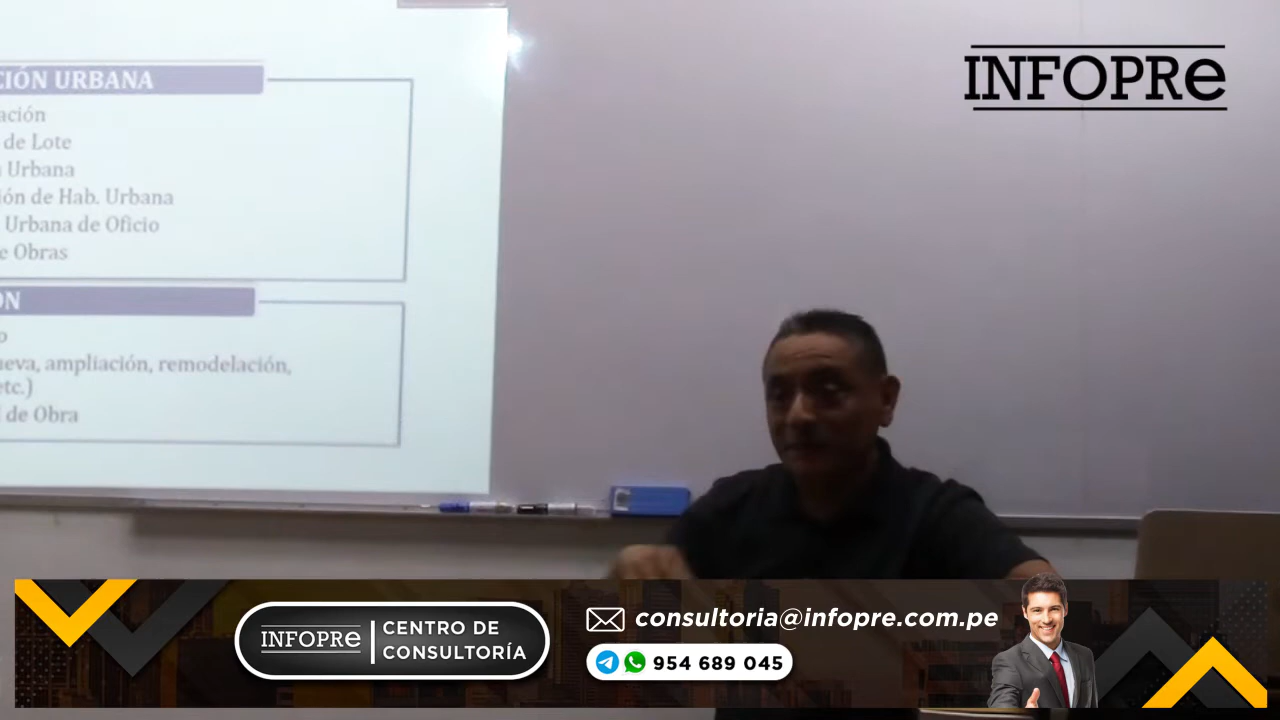 INFOPRe
CIÓN URBANA
ación
de Lote
Urbana
ión de Hab. Urbana
Urbana de Oficio
e Obras
ON
o
ueva, ampliación, remodelación,
etc.)
de Obra
INFOPRe
CENTRO DE
CONSULTORÍA
consultoria@infopre.com.pe
954 689 045